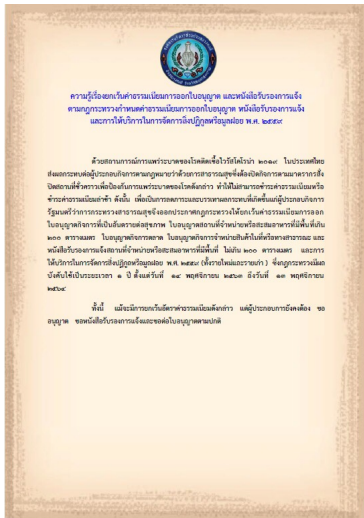 ความรู้เรื่องยกเว้นค่าธรรมเนียมการออกใบอนุญาต และหนังสือรับรองการแจ้ง
ตามกฎกระทรวงกำหนดค่าธรรมเนียมการออกใบอนุญาต หนังสือรับรองการแจ้ง
และการให้บริการในการจัดการสิ่งปฏิกูลหรือมูลฝอย พ.ศ. ๒๕๕๙
ด้วยสถานการณ์การแพร่ระบาดของโรคติดเชื้อไวรัสโคโรน่า ๒๐๑๙ ในประเทศไทย
ส่งผลกระทบต่อผู้ประกอบกิจการตามกฎหมายว่าด้วยการสาธารณสุขซึ่งต้องปิดกิจการตามมาตรการสั่ง
ปิดสถานที่ชั่วคราวเพื่อป้องกันการแพร่ระบาดของโรคดังกล่าว ทำให้ไม่สามารถชำระค่าธรรมเนียมหรือ
ชำระค่าธรรมเนียมล่าช้า ดังนั้น เพื่อเป็นการลดภาระและบรรเทาผลกระทบที่เกิดขึ้นแก่ผู้ประกอบกิจการ
รัฐมนตรีว่าการกระทรวงสาธารณสุขจึงออกประกาศกฎกระทรวงให้ยกเว้นค่าธรรมเนียมการออก
ใบอนุญาตกิจการที่เป็นอันตรายต่อสุขภาพ ใบอนุญาตสถานที่จำหน่ายหรือสะสมอาหารที่มีพื้นที่เกิน
๒๐๐ ตารางเมตร ใบอนุญาตกิจการตลาด ใบอนุญาตกิจการจำหน่ายสินค้าในที่หรือทางสาธารณะ และ
หนังสือรับรองการแจ้งสถานที่จำหน่ายหรือสะสมอาหารที่มีพื้นที่ ไม่เกิน ๒๐๐ ตารางเมตร และการ
ให้บริการในการจัดการสิ่งปฏิกูลหรือมูลฝอย พ.ศ. ๒๕๕๙ (ทั้งรายใหม่และรายเก่า ) ซึ่งกฎกระทรวงมีผล
บังคับใช้เป็นระยะเวลา ๑ ปี ตั้งแต่วันที่ ๑๔ พฤศจิกายน ๒๕๖๓ ถึงวันที่ ๑๓ พฤศจิกายน
๒๕๖๔
ทั้งนี้ แม้จะมีการยกเว้นอัตราค่าธรรมเนียมดังกล่าว แต่ผู้ประกอบการยังคงต้อง ขอ
อนุญาต ขอหนังสือรับรองการแจ้งและขอต่อใบอนุญาตตามปกติ